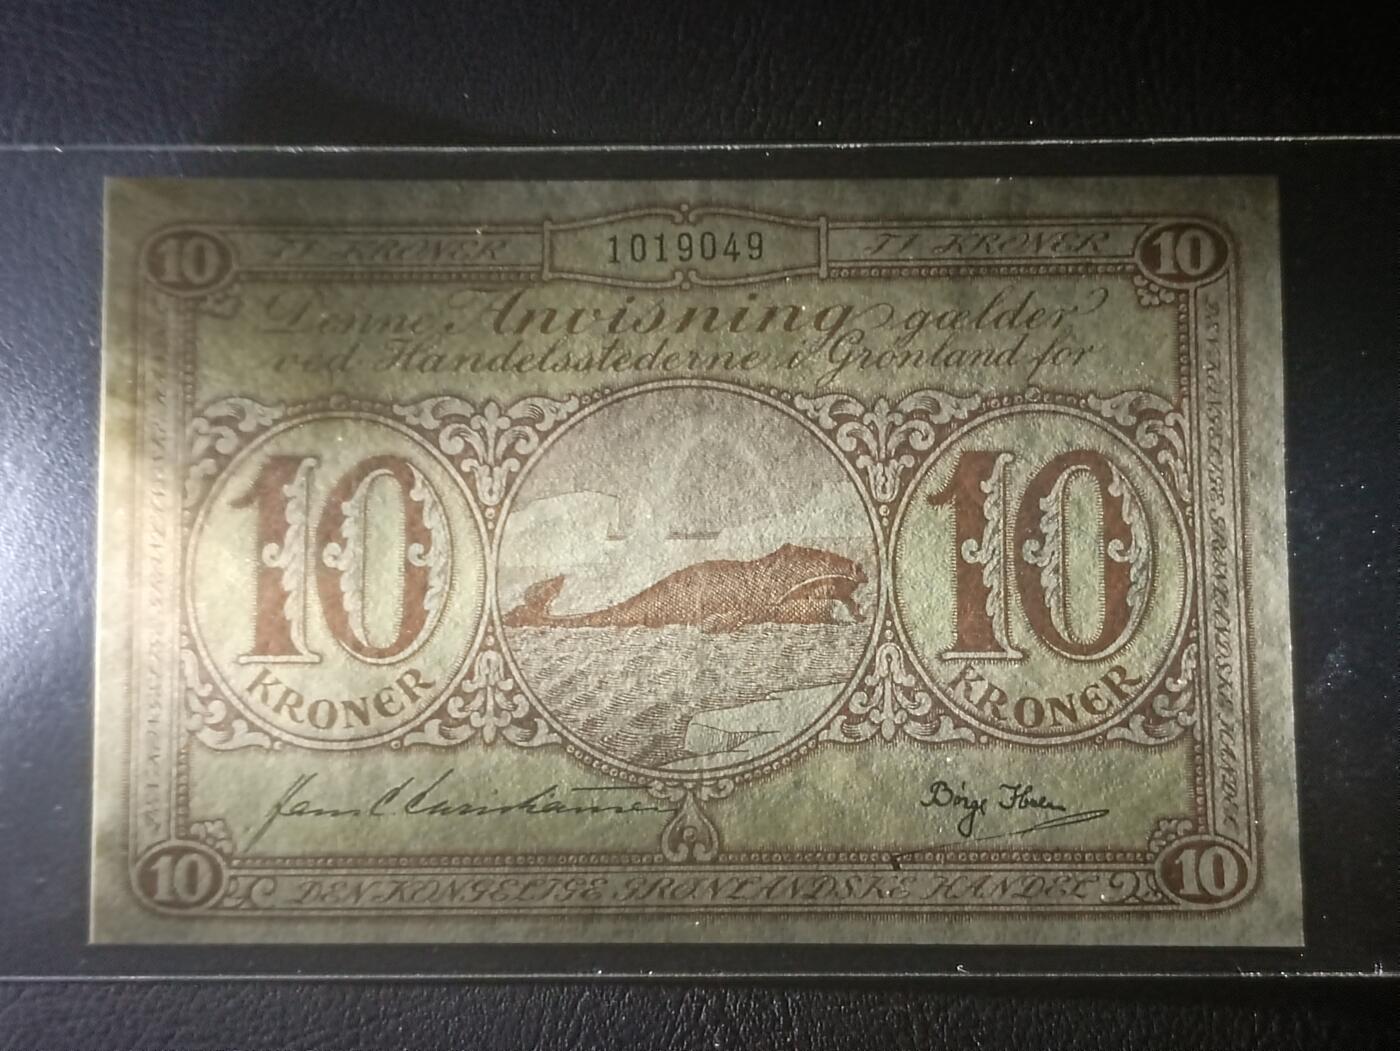 10 TI KRONER 1019049 TI KRONER 10
Denne Anvisning gælder
ved Handelsstederne i Grønland for
10 10
KRONER KRONER
Børge
10 DEN KONGELIGE GRØNLANDSKE HANDEL 10